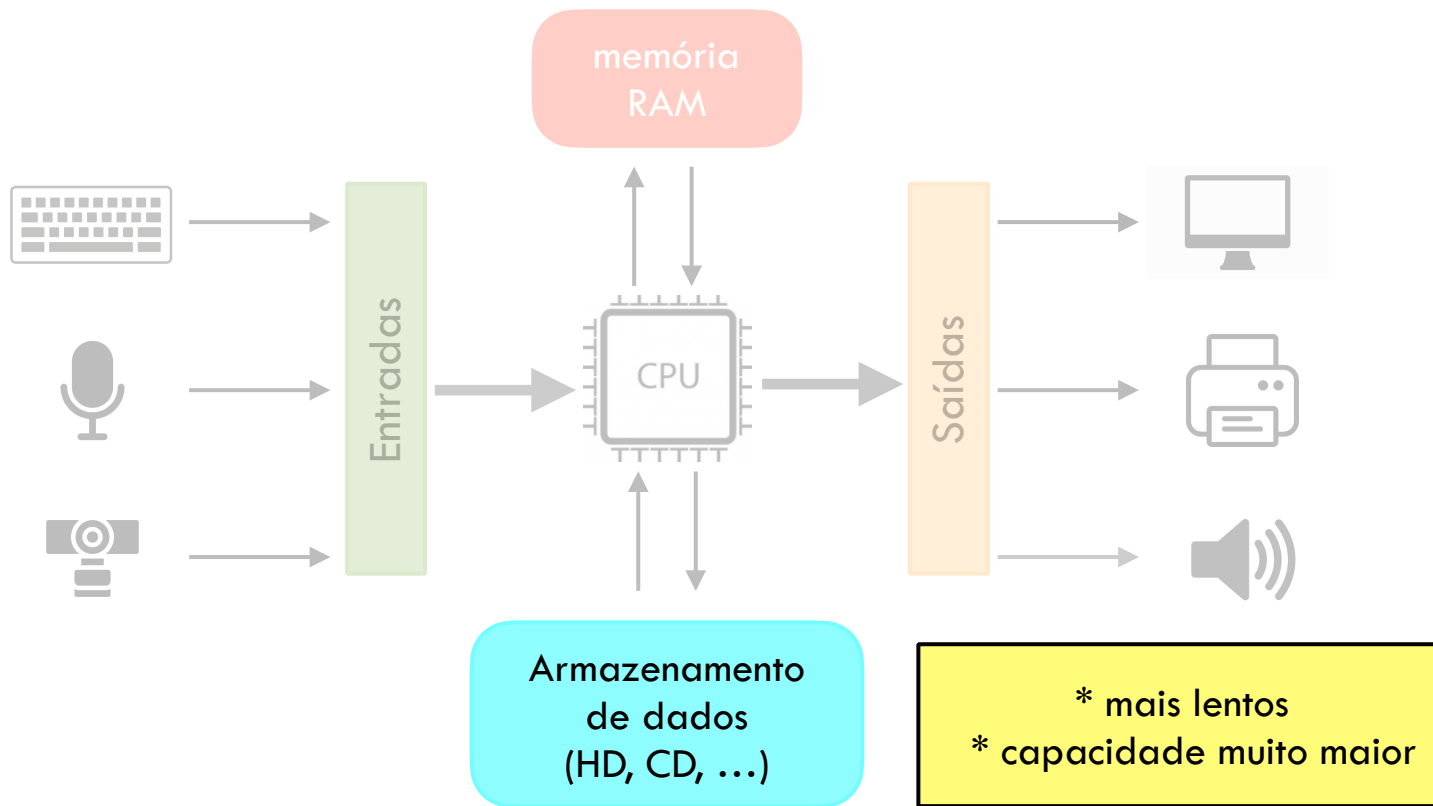 memória
RAM
Entradas
CPU
Saídas
Armazenamento
de dados
(HD, CD, ...)
* mais lentos
* capacidade muito maior